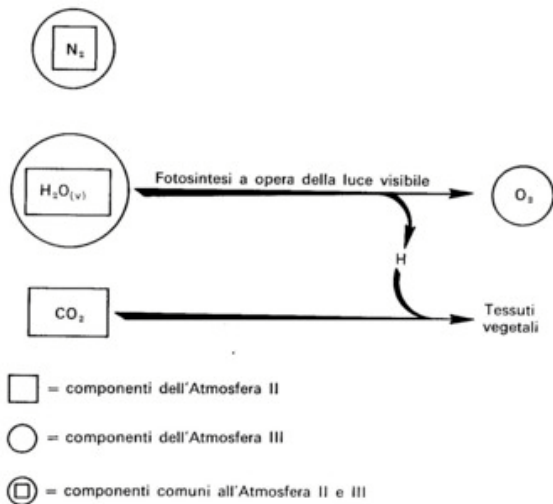 N₂
Fotosintesi a opera della luce visibile
H₂O(v)
O₂
H
CO₂
Tessuti
vegetali
= componenti dell'Atmosfera II
= componenti dell'Atmosfera III
= componenti comuni all'Atmosfera II e III